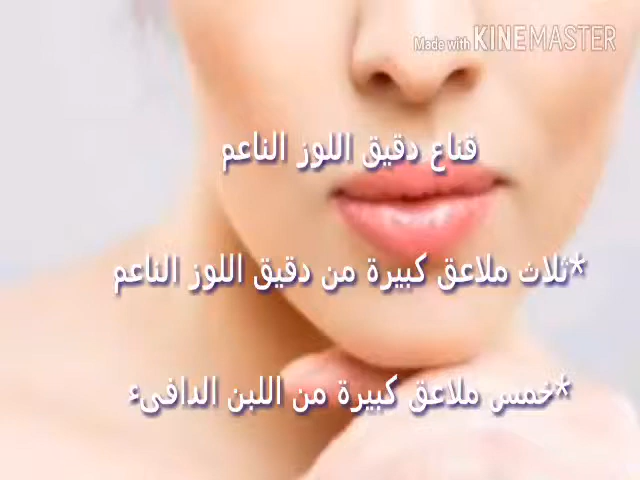 Made with KINEMASTER
قناع دقيق اللوز الناعم
*ثلاث ملاعق كبيرة من دقيق اللوز الناعم
*خمس ملاعق كبيرة من اللبن الدافىء